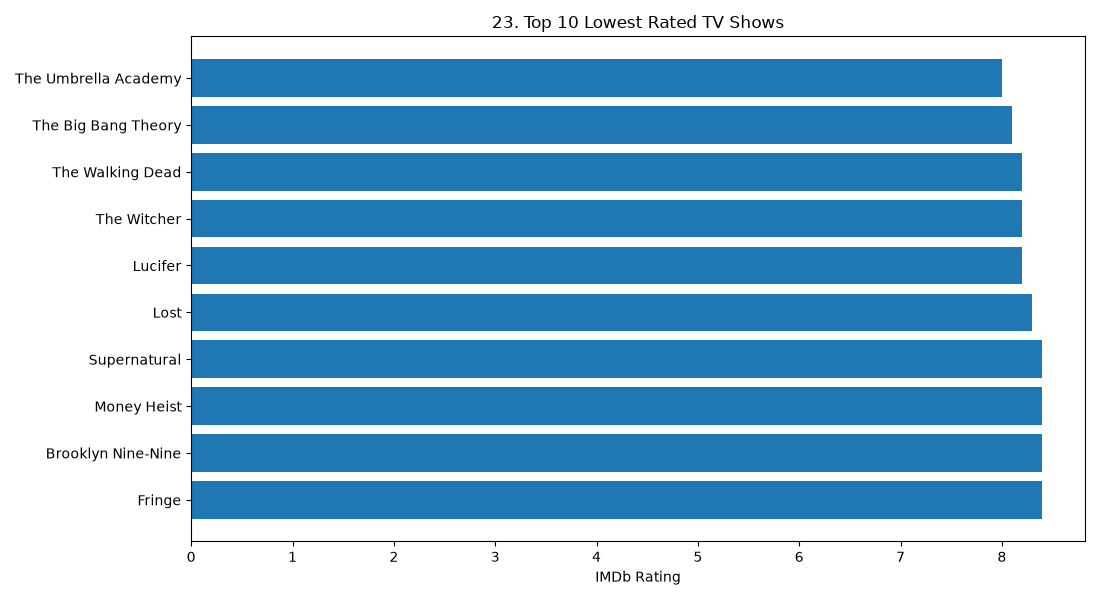 23. Top 10 Lowest Rated TV Shows
The Umbrella Academy
The Big Bang Theory
The Walking Dead
The Witcher
Lucifer
Lost
Supernatural
Money Heist
Brooklyn Nine-Nine
Fringe
0 1 2 3 4 5 6 7 8
IMDb Rating